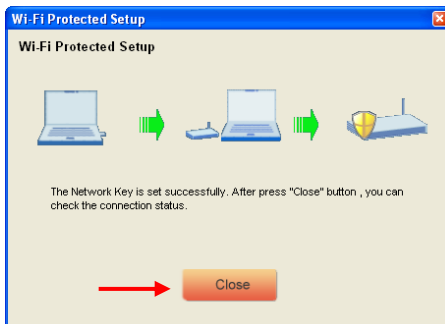 Wi-Fi Protected Setup
Wi-Fi Protected Setup
The Network Key is set successfully. After press "Close" button , you can
check the connection status.
Close